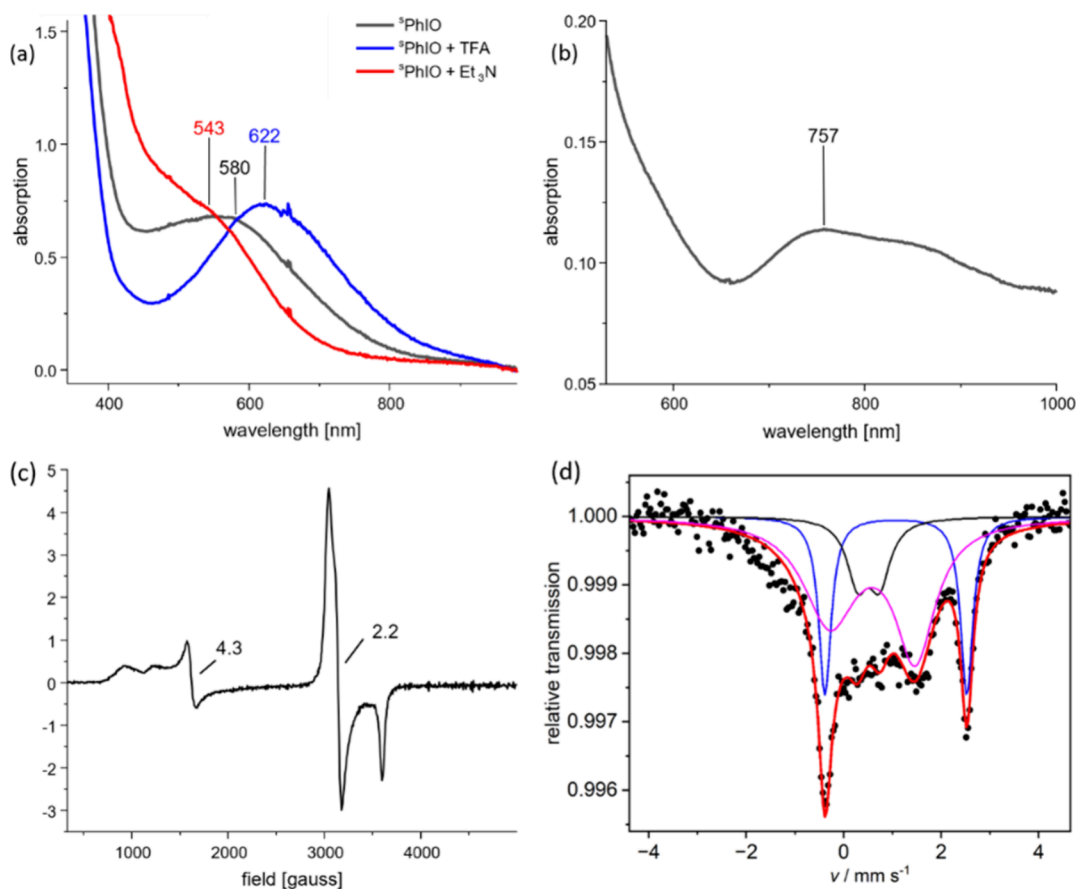 (a)
ˢPhIO
ˢPhIO + TFA
ˢPhIO + Et₃N
543
622
580
1.5
1.0
0.5
0.0
absorption
400 600 800
wavelength [nm]
(b)
757
0.20
0.15
0.10
0.05
absorption
600 800 1000
wavelength [nm]
(c)
5
4
3
2
1
0
-1
-2
-3
4.3
2.2
1000 2000 3000 4000
field [gauss]
(d)
1.000
0.999
0.998
0.997
0.996
relative transmission
−4 −2 0 2 4
v / mm s⁻¹